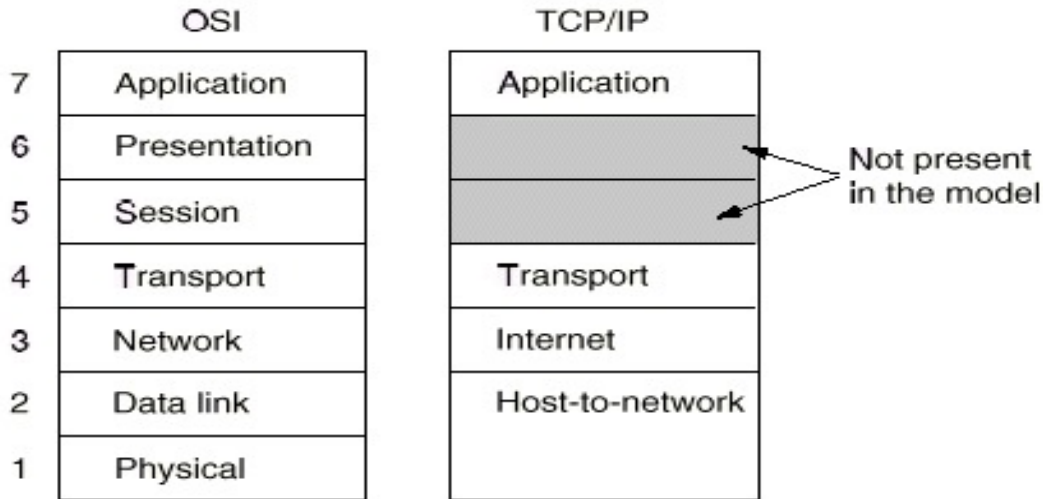 OSI TCP/IP
7 Application Application
6 Presentation
Not present
in the model
5 Session
4 Transport Transport
3 Network Internet
2 Data link Host-to-network
1 Physical